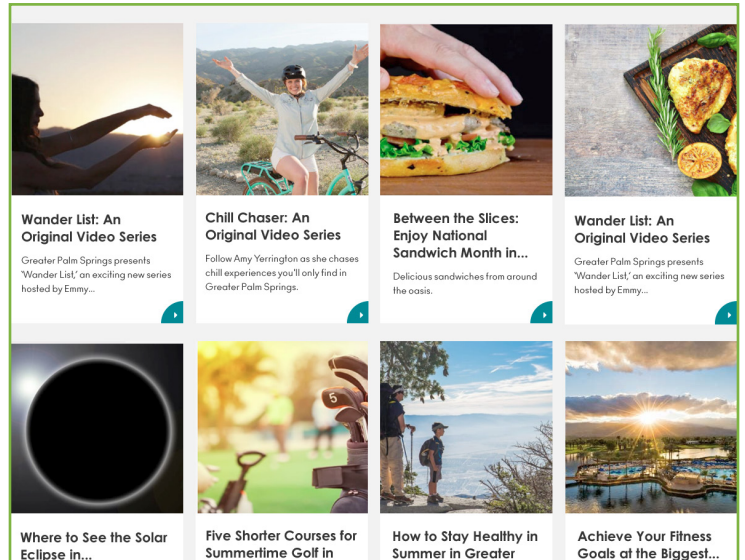 Wander List: An
Original Video Series
Greater Palm Springs presents
'Wander List,' an exciting new series
hosted by Emmy...
Chill Chaser: An
Original Video Series
Follow Amy Yerrington as she chases
chill experiences you'll only find in
Greater Palm Springs.
Between the Slices:
Enjoy National
Sandwich Month in...
Delicious sandwiches from around
the oasis.
Wander List: An
Original Video Series
Greater Palm Springs presents
'Wander List,' an exciting new series
hosted by Emmy...
5
Where to See the Solar
Eclipse in...
Five Shorter Courses for
Summertime Golf in
How to Stay Healthy in
Summer in Greater
Achieve Your Fitness
Goals at the Biggest...